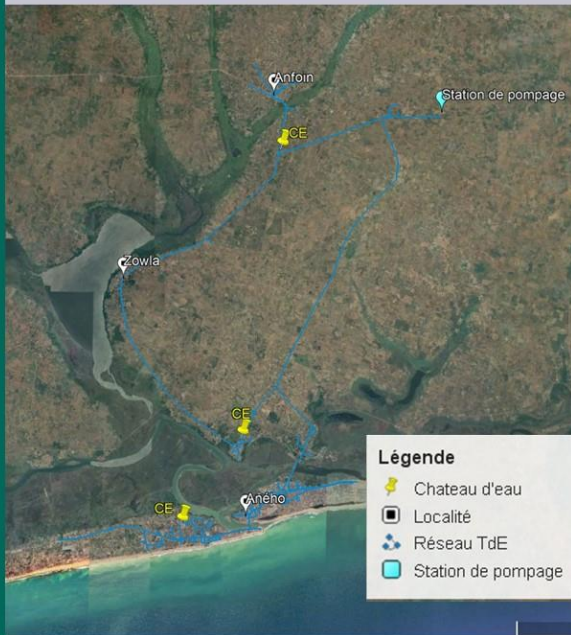 Anfoin
Station de pompage
CE
Zowla
CE
Aného
CE
Légende
Chateau d'eau
Localité
Réseau TdE
Station de pompage